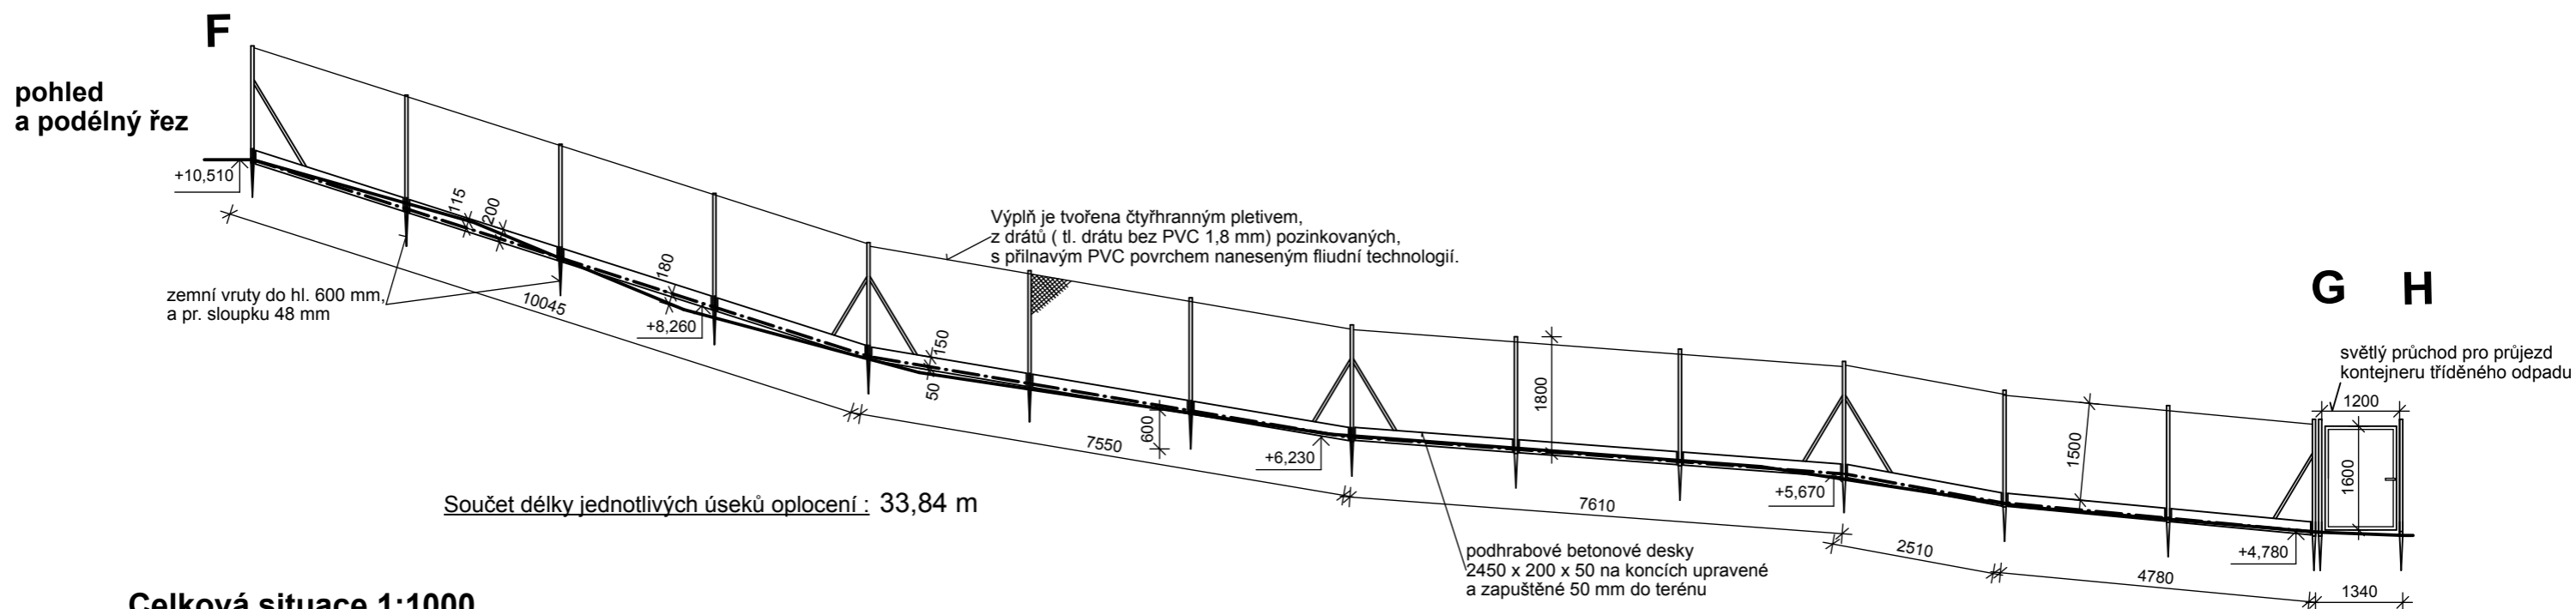 F
pohled
a podélný řez
+10,510
115
200
180
zemní vruty do hl. 600 mm,
a pr. sloupku 48 mm
10045
+8,260
Výplň je tvořena čtyřhranným pletivem,
z drátů ( tl. drátu bez PVC 1,8 mm) pozinkovaných,
s přilnavým PVC povrchem naneseným fliudní technologií.
150
50
7550
600
+6,230
1800
7610
podhrabové betonové desky
2450 x 200 x 50 na koncích upravené
a zapuštěné 50 mm do terénu
+5,670
2510
1500
4780
+4,780
G H
světlý průchod pro průjezd
kontejneru tříděného odpadu
1200
1600
1340
Součet délky jednotlivých úseků oplocení : 33,84 m
Celková situace 1:1000